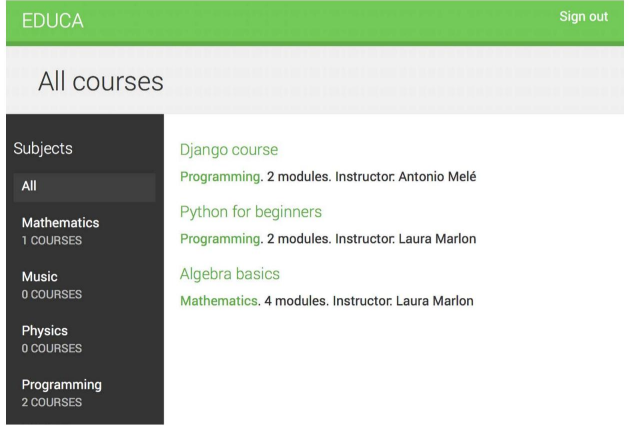 EDUCA
Sign out
All courses
Subjects
All
Mathematics
1 COURSES
Music
0 COURSES
Physics
0 COURSES
Programming
2 COURSES
Django course
Programming. 2 modules. Instructor: Antonio Melé
Python for beginners
Programming. 2 modules. Instructor: Laura Marlon
Algebra basics
Mathematics. 4 modules. Instructor: Laura Marlon